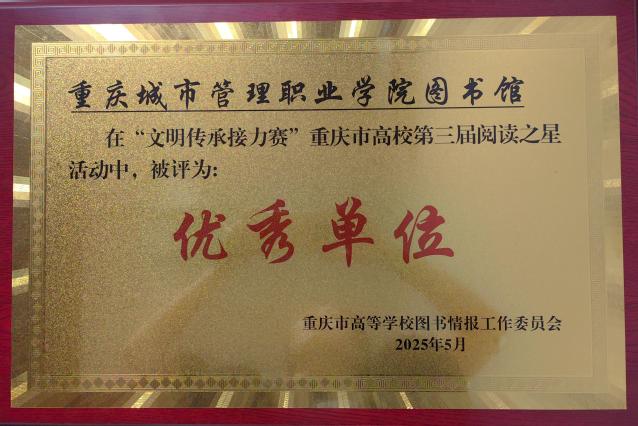 重庆城市管理职业学院图书馆
在“文明传承接力赛”重庆市高校第三届阅读之星
活动中，被评为：
优秀单位
重庆市高等学校图书情报工作委员会
2025年5月